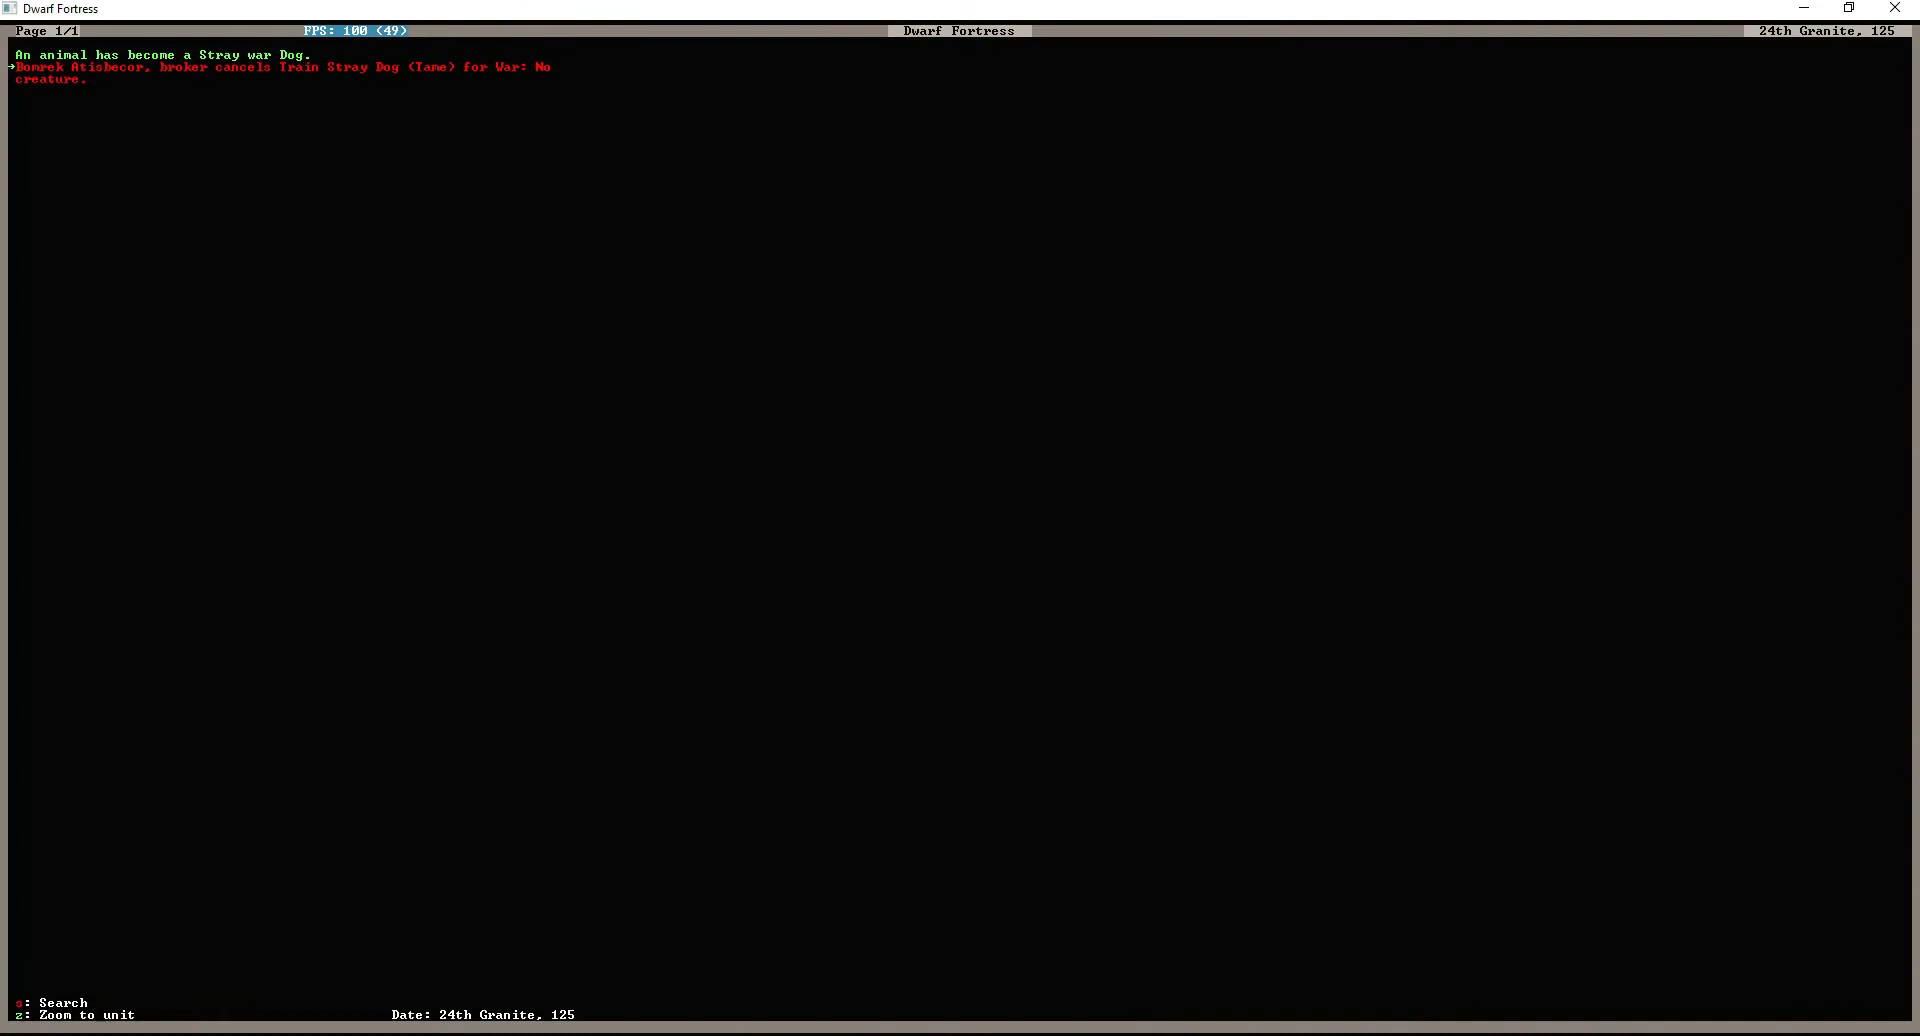 Dwarf Fortress
Page 1/1 FPS: 100 (49) Dwarf Fortress 24th Granite, 125
An animal has become a Stray war Dog.
Bomrek Atisbecor, broker cancels Train Stray Dog (Tame) for War: No
creature.
s: Search
z: Zoom to unit Date: 24th Granite, 125